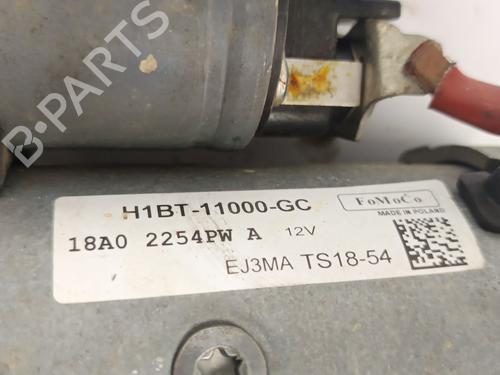 H1BT-11000-GC
FoMoCo
MADE IN POLAND
18A0 2254PW A 12V
EJ3MA TS18-54
B-PARTS